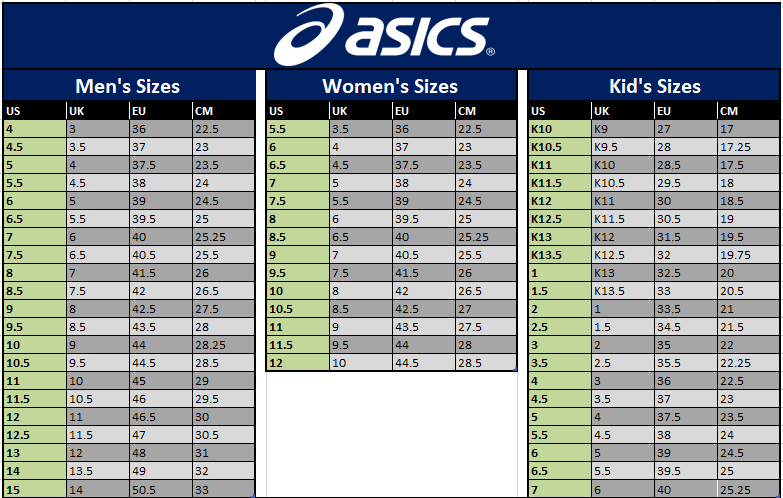 asics®
Men's Sizes Women's Sizes Kid's Sizes
US UK EU CM US UK EU CM US UK EU CM
4 3 36 22.5 5.5 3.5 36 22.5 K10 K9 27 17
4.5 3.5 37 23 6 4 37 23 K10.5 K9.5 28 17.25
5 4 37.5 23.5 6.5 4.5 37.5 23.5 K11 K10 28.5 17.5
5.5 4.5 38 24 7 5 38 24 K11.5 K10.5 29.5 18
6 5 39 24.5 7.5 5.5 39 24.5 K12 K11 30 18.5
6.5 5.5 39.5 25 8 6 39.5 25 K12.5 K11.5 30.5 19
7 6 40 25.25 8.5 6.5 40 25.25 K13 K12 31.5 19.5
7.5 6.5 40.5 25.5 9 7 40.5 25.5 K13.5 K12.5 32 19.75
8 7 41.5 26 9.5 7.5 41.5 26 1 K13 32.5 20
8.5 7.5 42 26.5 10 8 42 26.5 1.5 K13.5 33 20.5
9 8 42.5 27.5 10.5 8.5 42.5 27 2 1 33.5 21
9.5 8.5 43.5 28 11 9 43.5 27.5 2.5 1.5 34.5 21.5
10 9 44 28.25 11.5 9.5 44 28 3 2 35 22
10.5 9.5 44.5 28.5 12 10 44.5 28.5 3.5 2.5 35.5 22.25
11 10 45 29 4 3 36 22.5
11.5 10.5 46 29.5 4.5 3.5 37 23
12 11 46.5 30 5 4 37.5 23.5
12.5 11.5 47 30.5 5.5 4.5 38 24
13 12 48 31 6 5 39 24.5
14 13.5 49 32 6.5 5.5 39.5 25
15 14 50.5 33 7 6 40 25.25